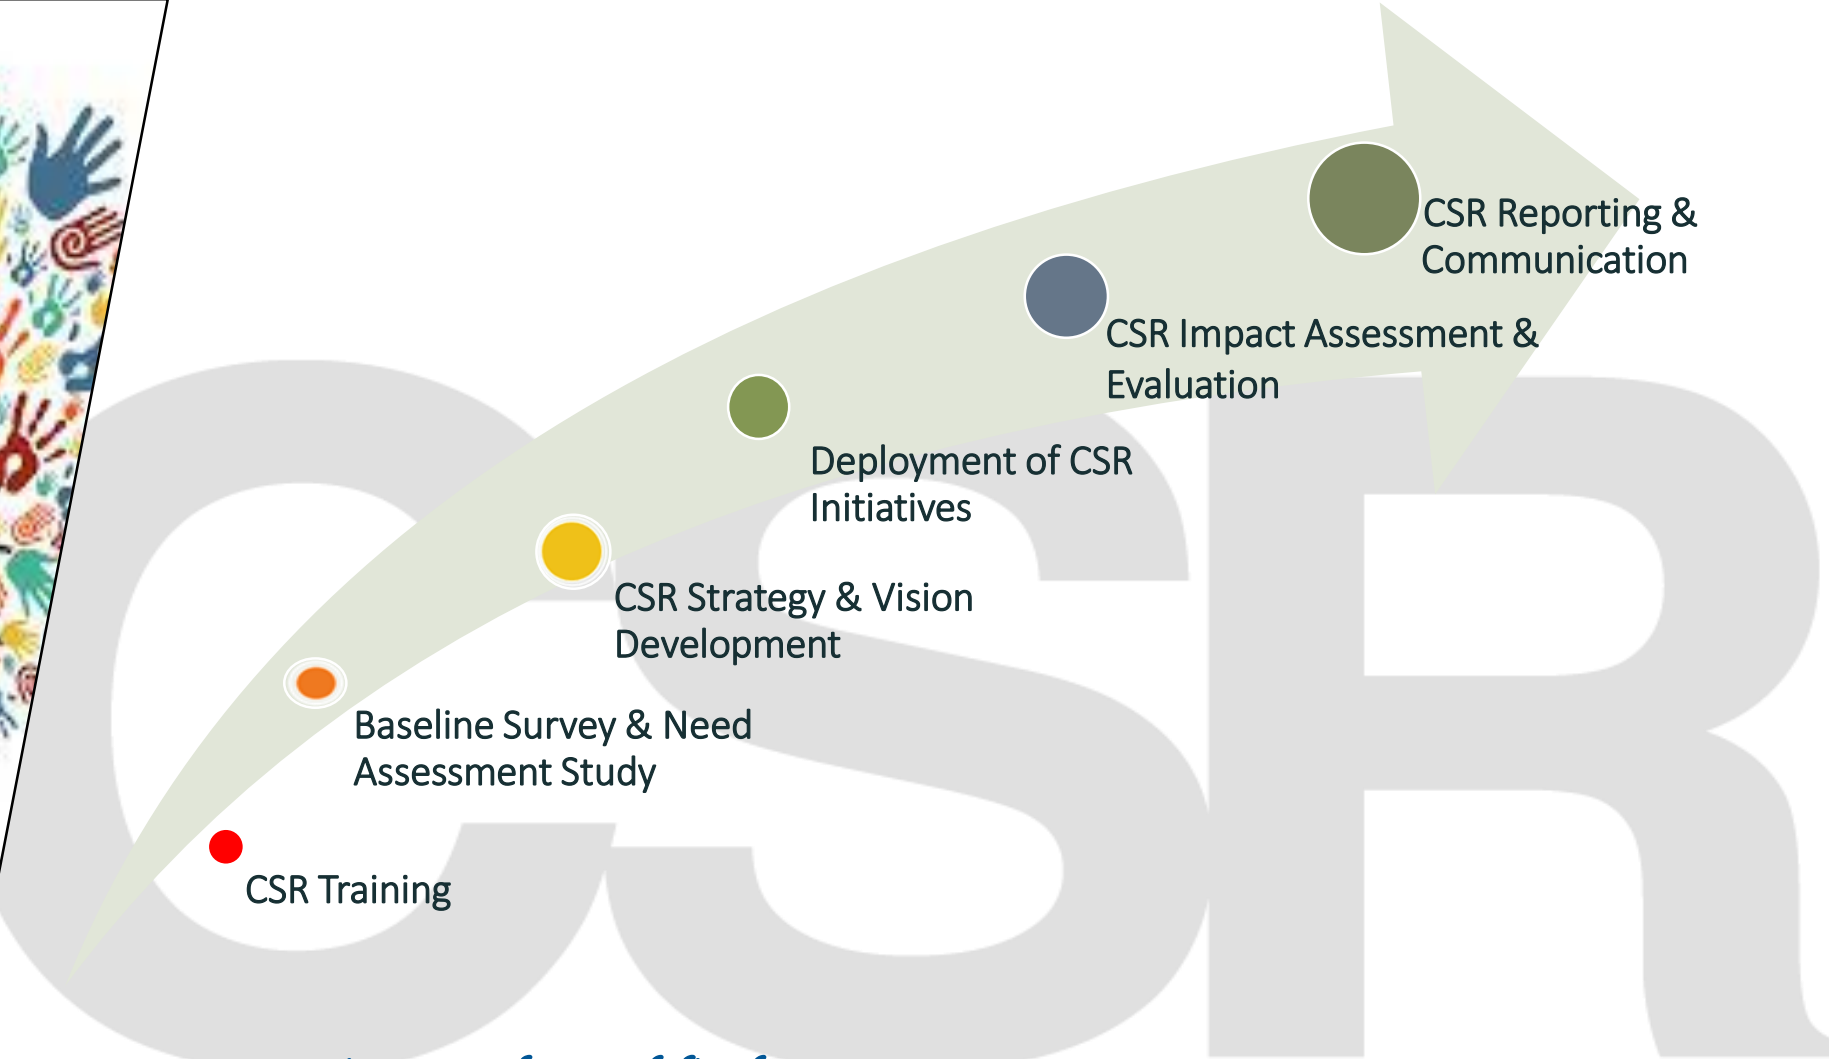 CSR Reporting &
Communication
CSR Impact Assessment &
Evaluation
Deployment of CSR
Initiatives
CSR Strategy & Vision
Development
Baseline Survey & Need
Assessment Study
CSR Training
CSR